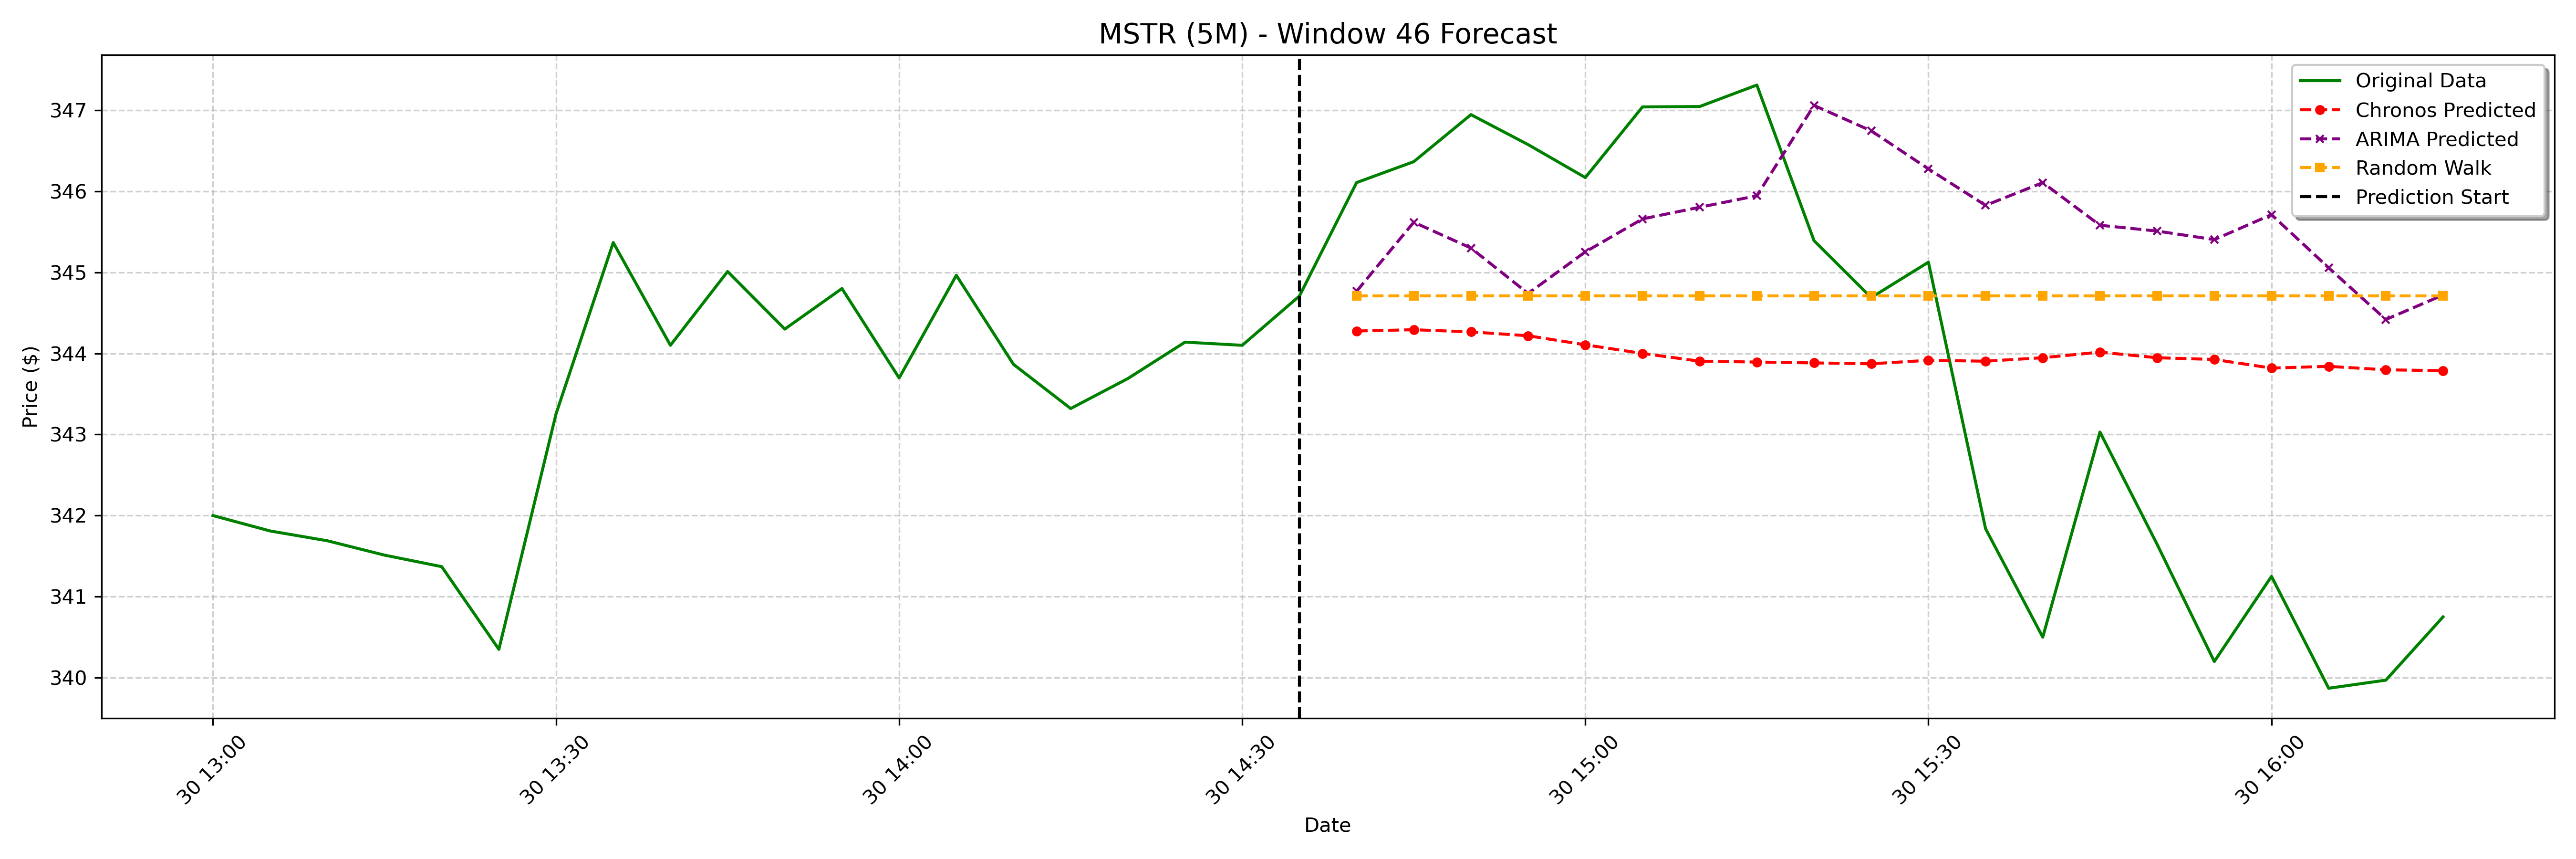 MSTR (5M) - Window 46 Forecast
Original Data
Chronos Predicted
ARIMA Predicted
Random Walk
Prediction Start
Price ($)
347
346
345
344
343
342
341
340
30 13:00
30 13:30
30 14:00
30 14:30
30 15:00
30 15:30
30 16:00
Date